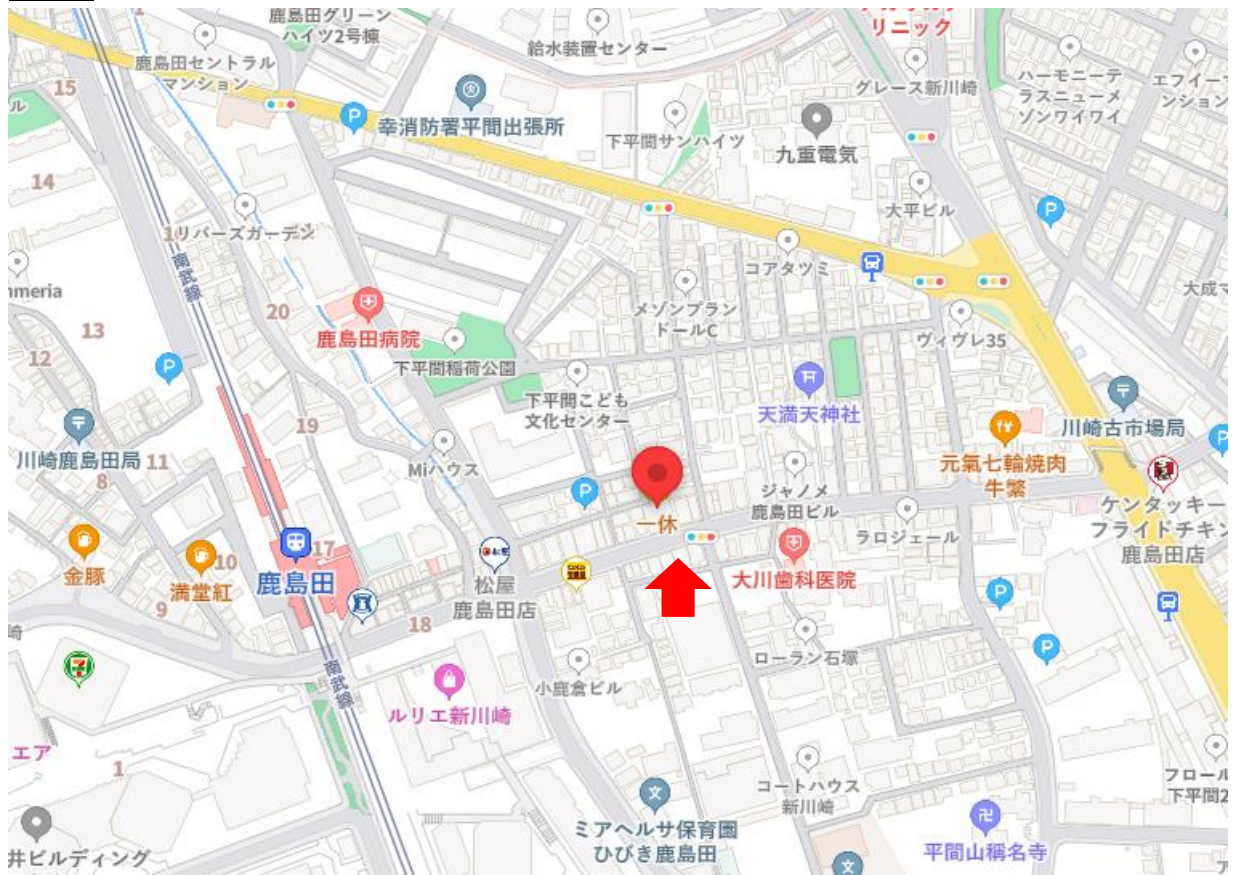 鹿島田グリーン
ハイツ2号棟
給水装置センター
リニック
鹿島田セントラル
マンション
15
グレース新川崎
ハーモニーテ
ラスニューメ
ゾンワイワイ
エフイーマ
ンション
P
幸消防署平間出張所
下平間サンハイツ
九重電気
14
大平ビル
P
リバーズガーデン
南武線
コアタツミ
nmeria
20
メゾンプラン
ドールC
大成マ
13
鹿島田病院
ヴィヴレ35
12
P
下平間稲荷公園
下平間こども
文化センター
天満天神社
川崎古市場局
19
川崎鹿島田局
11
Miハウス
元氣七輪焼肉
牛繁
8
P
ジャノメ
鹿島田ビル
ケンタッキー
フライドチキン
鹿島田店
一休
ラロジェール
17
10
金豚
満堂紅
鹿島田
松屋
鹿島田店
大川歯科医院
P
9
18
崎
P
ローラン石塚
南武線
小鹿倉ビル
ルリエ新川崎
エア
1
コートハウス
新川崎
フロール
下平間2
文
ミアヘルサ保育園
ひびき鹿島田
平間山稱名寺
井ビルディング
文